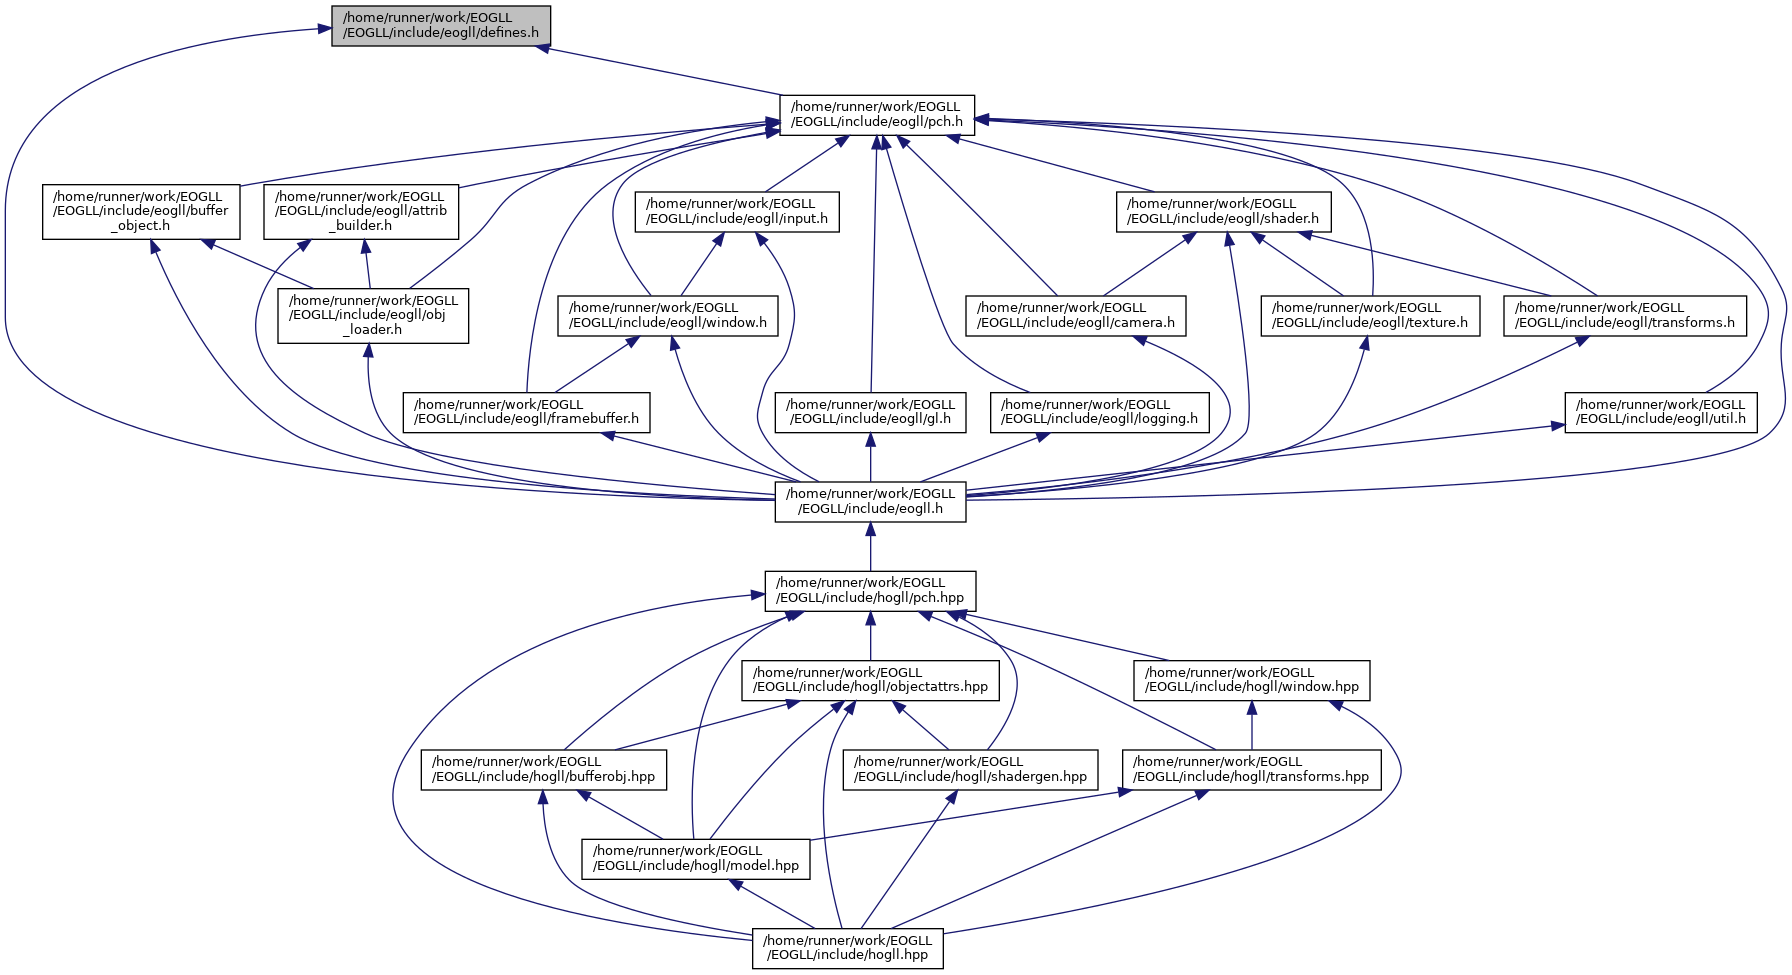 /home/runner/work/EOGLL
/EOGLL/include/eogll/defines.h
/home/runner/work/EOGLL
/EOGLL/include/eogll/pch.h
/home/runner/work/EOGLL
/EOGLL/include/eogll/buffer
_object.h
/home/runner/work/EOGLL
/EOGLL/include/eogll/attrib
_builder.h
/home/runner/work/EOGLL
/EOGLL/include/eogll/input.h
/home/runner/work/EOGLL
/EOGLL/include/eogll/shader.h
/home/runner/work/EOGLL
/EOGLL/include/eogll/obj
_loader.h
/home/runner/work/EOGLL
/EOGLL/include/eogll/window.h
/home/runner/work/EOGLL
/EOGLL/include/eogll/camera.h
/home/runner/work/EOGLL
/EOGLL/include/eogll/texture.h
/home/runner/work/EOGLL
/EOGLL/include/eogll/transforms.h
/home/runner/work/EOGLL
/EOGLL/include/eogll/framebuffer.h
/home/runner/work/EOGLL
/EOGLL/include/eogll/gl.h
/home/runner/work/EOGLL
/EOGLL/include/eogll/logging.h
/home/runner/work/EOGLL
/EOGLL/include/eogll/util.h
/home/runner/work/EOGLL
/EOGLL/include/eogll.h
/home/runner/work/EOGLL
/EOGLL/include/hogll/pch.hpp
/home/runner/work/EOGLL
/EOGLL/include/hogll/objectattrs.hpp
/home/runner/work/EOGLL
/EOGLL/include/hogll/window.hpp
/home/runner/work/EOGLL
/EOGLL/include/hogll/bufferobj.hpp
/home/runner/work/EOGLL
/EOGLL/include/hogll/shadergen.hpp
/home/runner/work/EOGLL
/EOGLL/include/hogll/transforms.hpp
/home/runner/work/EOGLL
/EOGLL/include/hogll/model.hpp
/home/runner/work/EOGLL
/EOGLL/include/hogll.hpp